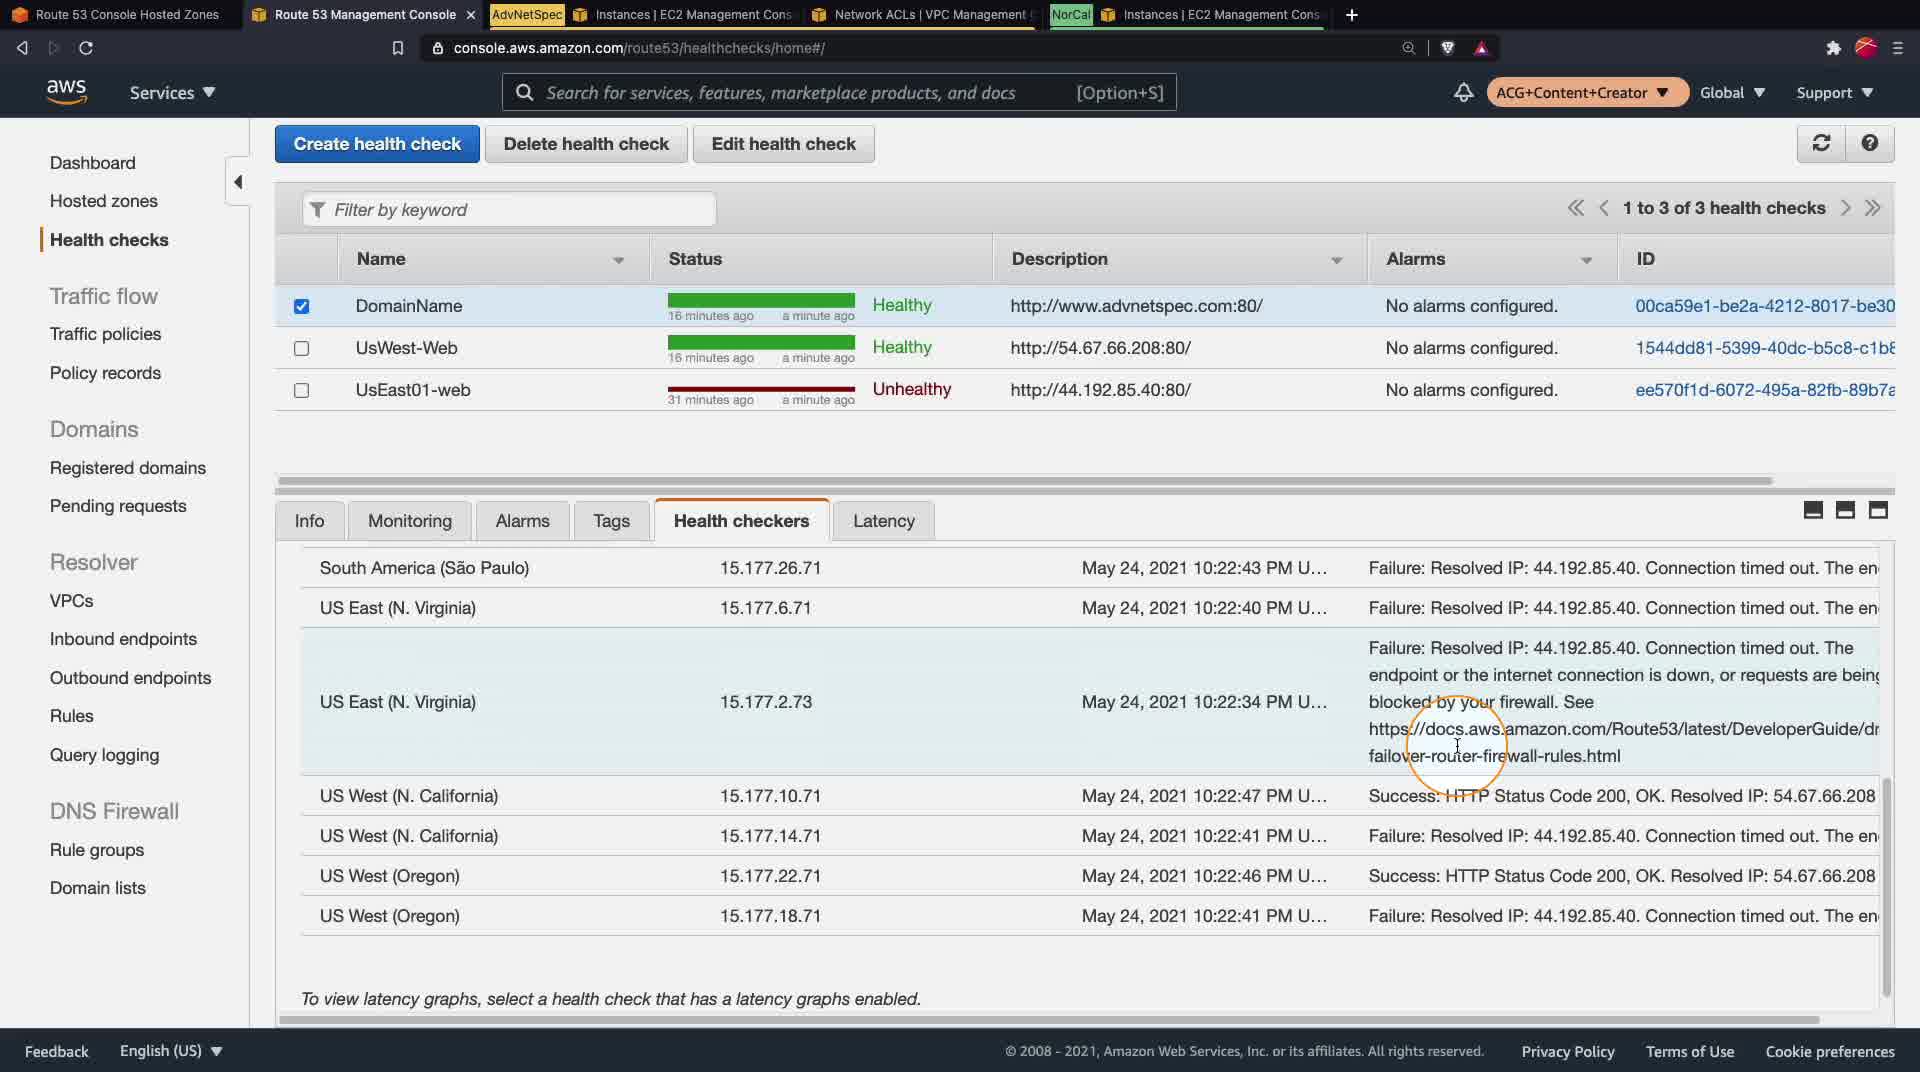 Route 53 Console Hosted Zones
Route 53 Management Console
AdvNetSpec
Instances | EC2 Management Cons
Network ACLs | VPC Management
NorCal
Instances | EC2 Management Cons
console.aws.amazon.com/route53/healthchecks/home#/
aws
Services
Search for services, features, marketplace products, and docs
[Option+S]
ACG+Content+Creator
Global
Support
Dashboard
Hosted zones
Health checks
Traffic flow
Traffic policies
Policy records
Domains
Registered domains
Pending requests
Resolver
VPCs
Inbound endpoints
Outbound endpoints
Rules
Query logging
DNS Firewall
Rule groups
Domain lists
Create health check
Delete health check
Edit health check
Filter by keyword
1 to 3 of 3 health checks
Name Status Description Alarms ID
DomainName 16 minutes ago a minute ago Healthy http://www.advnetspec.com:80/ No alarms configured. 00ca59e1-be2a-4212-8017-be30
UsWest-Web 16 minutes ago a minute ago Healthy http://54.67.66.208:80/ No alarms configured. 1544dd81-5399-40dc-b5c8-c1b8
UsEast01-web 31 minutes ago a minute ago Unhealthy http://44.192.85.40:80/ No alarms configured. ee570f1d-6072-495a-82fb-89b7a
Info Monitoring Alarms Tags Health checkers Latency
South America (São Paulo) 15.177.26.71 May 24, 2021 10:22:43 PM U... Failure: Resolved IP: 44.192.85.40. Connection timed out. The en
US East (N. Virginia) 15.177.6.71 May 24, 2021 10:22:40 PM U... Failure: Resolved IP: 44.192.85.40. Connection timed out. The en
US East (N. Virginia) 15.177.2.73 May 24, 2021 10:22:34 PM U...
Failure: Resolved IP: 44.192.85.40. Connection timed out. The
endpoint or the internet connection is down, or requests are being
blocked by your firewall. See
https://docs.aws.amazon.com/Route53/latest/DeveloperGuide/dn
failover-router-firewall-rules.html
US West (N. California) 15.177.10.71 May 24, 2021 10:22:47 PM U... Success: HTTP Status Code 200, OK. Resolved IP: 54.67.66.208
US West (N. California) 15.177.14.71 May 24, 2021 10:22:41 PM U... Failure: Resolved IP: 44.192.85.40. Connection timed out. The en
US West (Oregon) 15.177.22.71 May 24, 2021 10:22:46 PM U... Success: HTTP Status Code 200, OK. Resolved IP: 54.67.66.208
US West (Oregon) 15.177.18.71 May 24, 2021 10:22:41 PM U... Failure: Resolved IP: 44.192.85.40. Connection timed out. The en
To view latency graphs, select a health check that has a latency graphs enabled.
Feedback
English (US)
© 2008 - 2021, Amazon Web Services, Inc. or its affiliates. All rights reserved.
Privacy Policy
Terms of Use
Cookie preferences